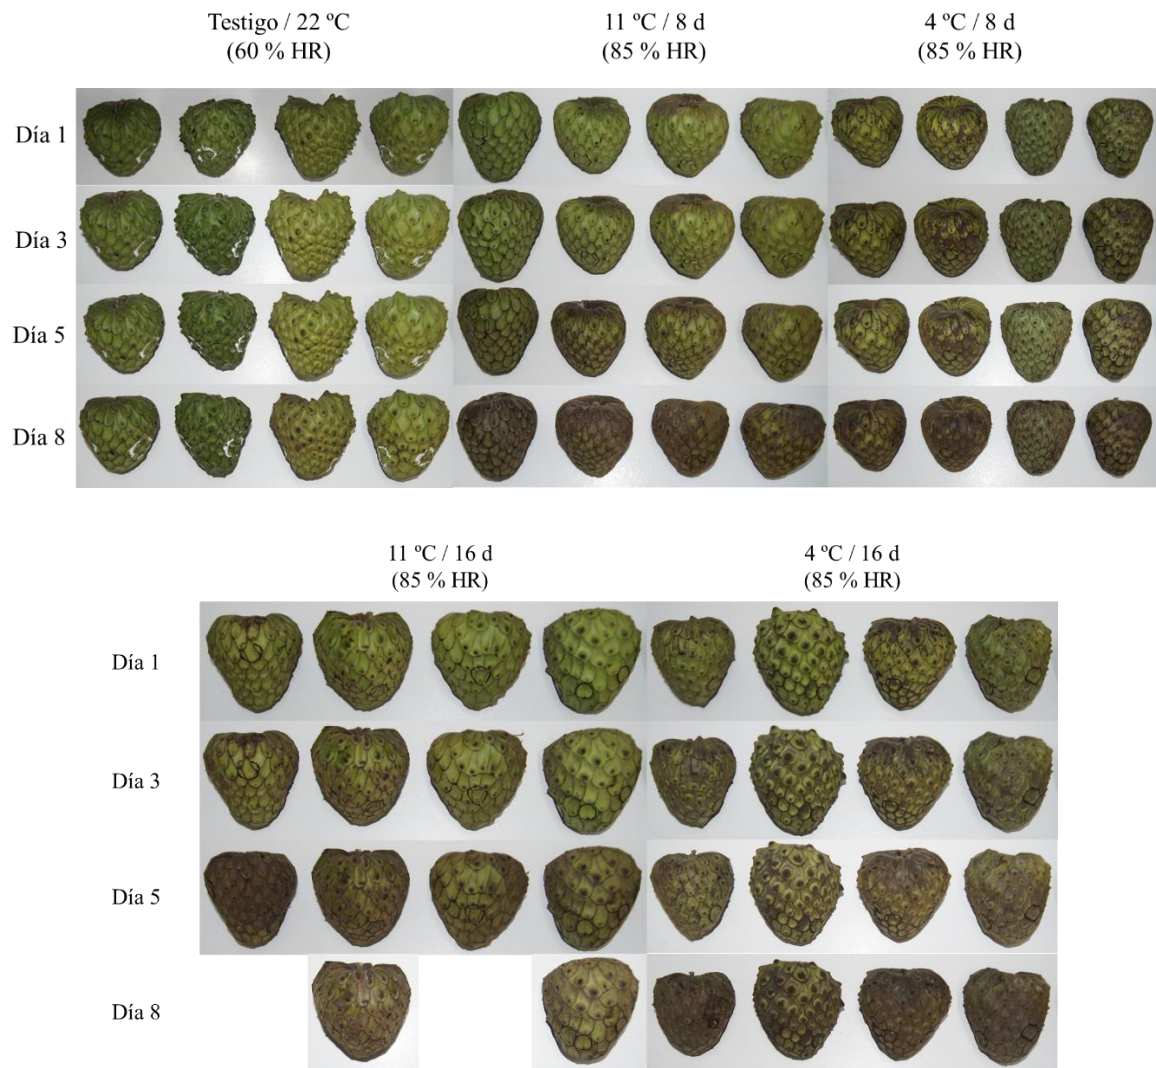 Testigo / 22 ºC
(60 % HR)
11 ºC / 8 d
(85 % HR)
4 ºC / 8 d
(85 % HR)
Día 1
Día 3
Día 5
Día 8
11 ºC / 16 d
(85 % HR)
4 ºC / 16 d
(85 % HR)
Día 1
Día 3
Día 5
Día 8